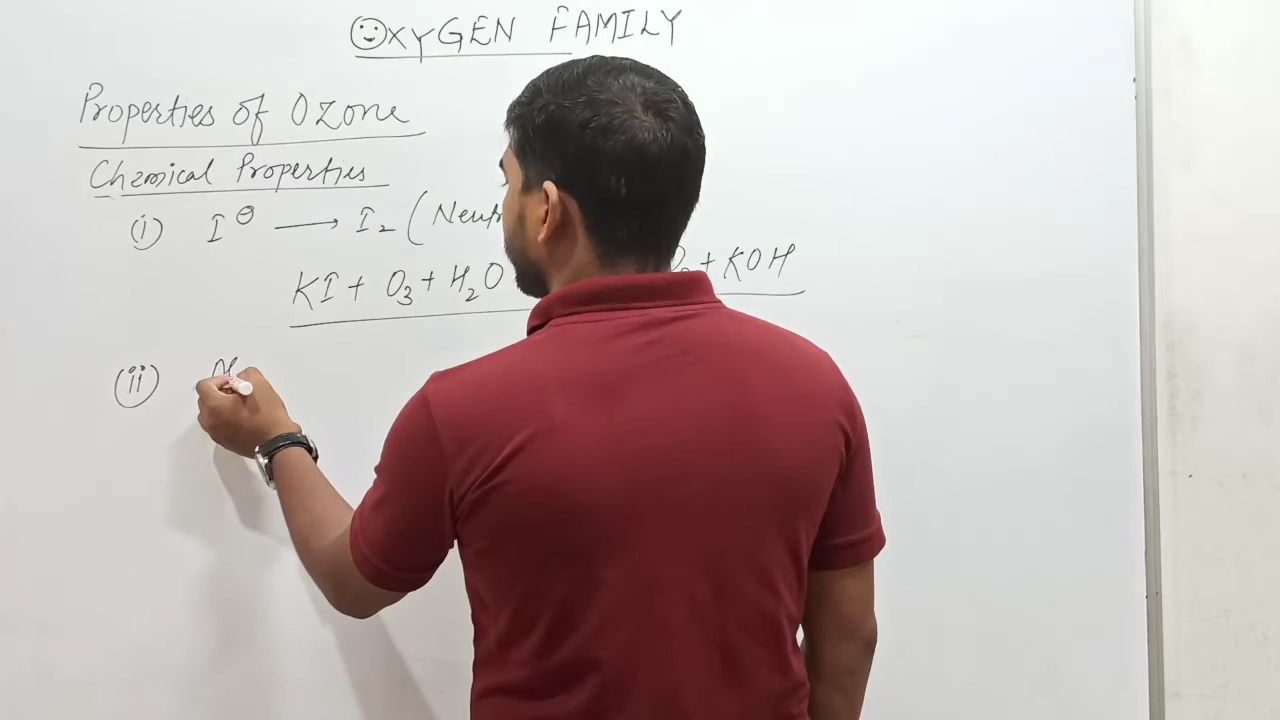 OXYGEN FAMILY
Properties of Ozone
Chemical Properties
(i) I⊖ ⟶ I₂ (Neut
KI + O₃ + H₂O + KOH
(ii)